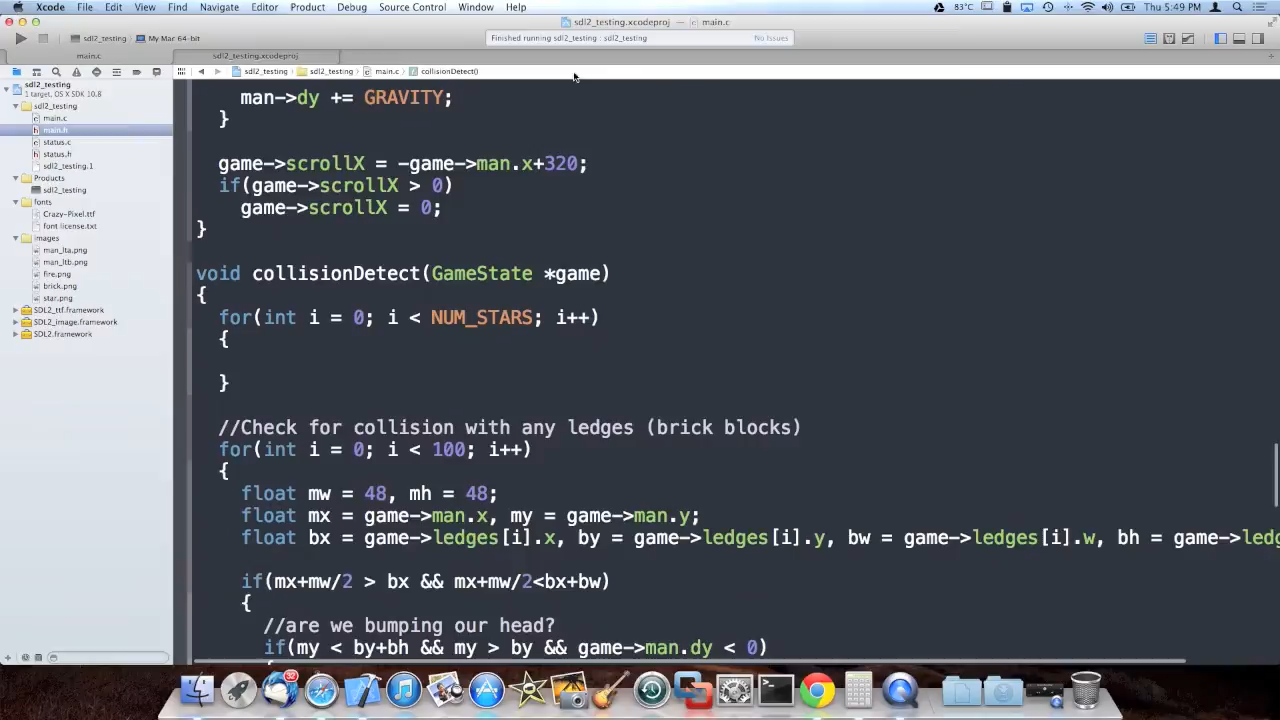 Xcode File Edit View Find Navigate Editor Product Debug Source Control Window Help 83°C Thu 5:49 PM
sdl2_testing.xcodeproj — main.c
sdl2_testing My Mac 64-bit Finished running sdl2_testing : sdl2_testing No Issues
main.c sdl2_testing.xcodeproj
sdl2_testing sdl2_testing main.c collisionDetect()
sdl2_testing
1 target, OS X SDK 10.8
sdl2_testing
main.c
main.h
status.c
status.h
sdl2_testing.1
Products
sdl2_testing
fonts
Crazy-Pixel.ttf
font license.txt
images
man_lta.png
man_ltb.png
fire.png
brick.png
star.png
SDL2_ttf.framework
SDL2_image.framework
SDL2.framework
man->dy += GRAVITY;
}
game->scrollX = -game->man.x+320;
if(game->scrollX > 0)
game->scrollX = 0;
}
void collisionDetect(GameState *game)
{
for(int i = 0; i < NUM_STARS; i++)
{
}
//Check for collision with any ledges (brick blocks)
for(int i = 0; i < 100; i++)
{
float mw = 48, mh = 48;
float mx = game->man.x, my = game->man.y;
float bx = game->ledges[i].x, by = game->ledges[i].y, bw = game->ledges[i].w, bh = game->ledg
if(mx+mw/2 > bx && mx+mw/2<bx+bw)
{
//are we bumping our head?
if(my < by+bh && my > by && game->man.dy < 0)
{
32